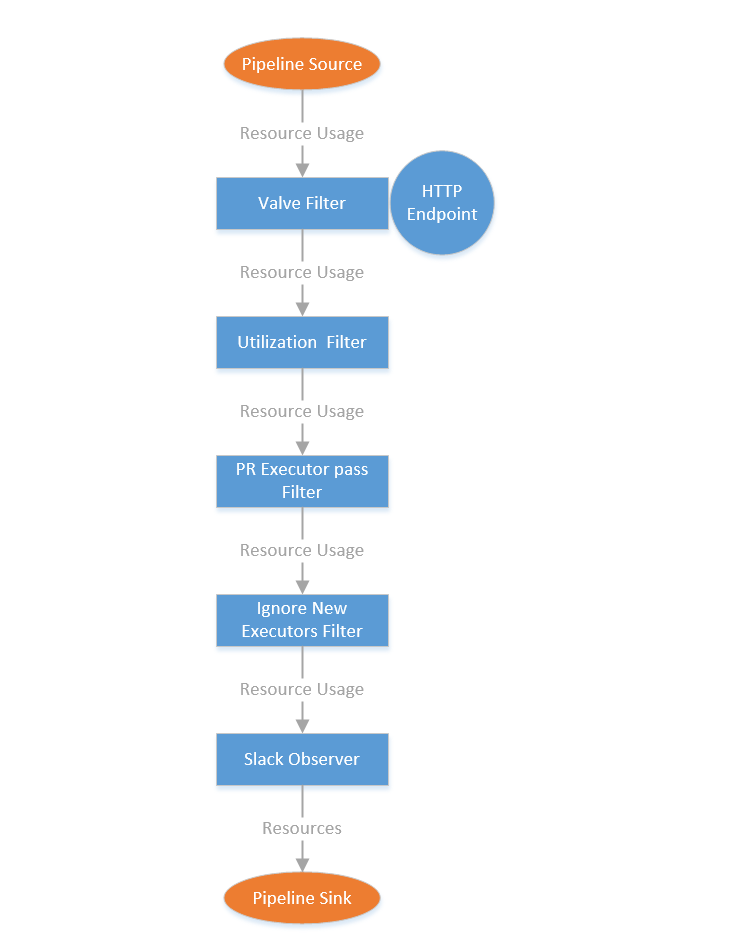 Pipeline Source
Resource Usage
Valve Filter
HTTP
Endpoint
Resource Usage
Utilization  Filter
Resource Usage
PR Executor pass
Filter
Resource Usage
Ignore New
Executors Filter
Resource Usage
Slack Observer
Resources
Pipeline Sink